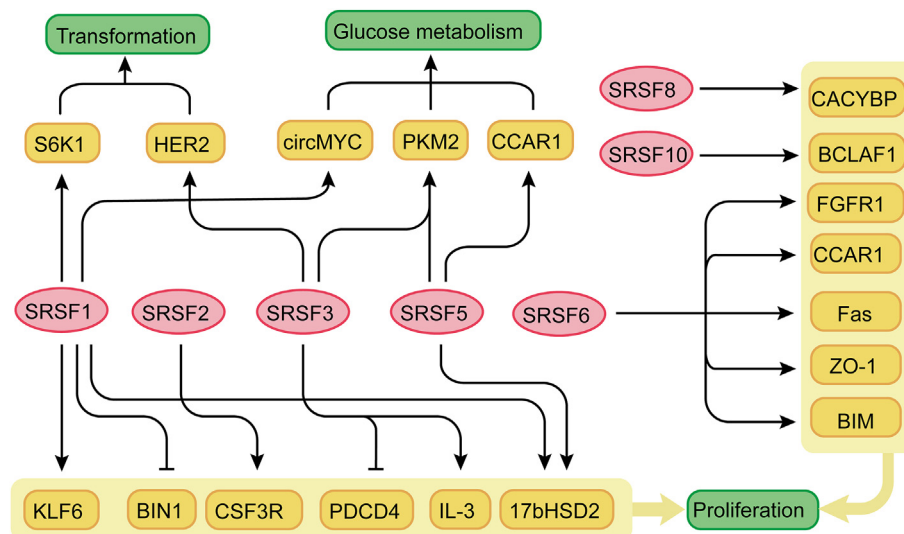 Transformation
Glucose metabolism
SRSF8
CACYBP
S6K1
HER2
circMYC
PKM2
CCAR1
SRSF10
BCLAF1
FGFR1
CCAR1
SRSF1
SRSF2
SRSF3
SRSF5
SRSF6
Fas
ZO-1
BIM
KLF6
BIN1
CSF3R
PDCD4
IL-3
17bHSD2
Proliferation